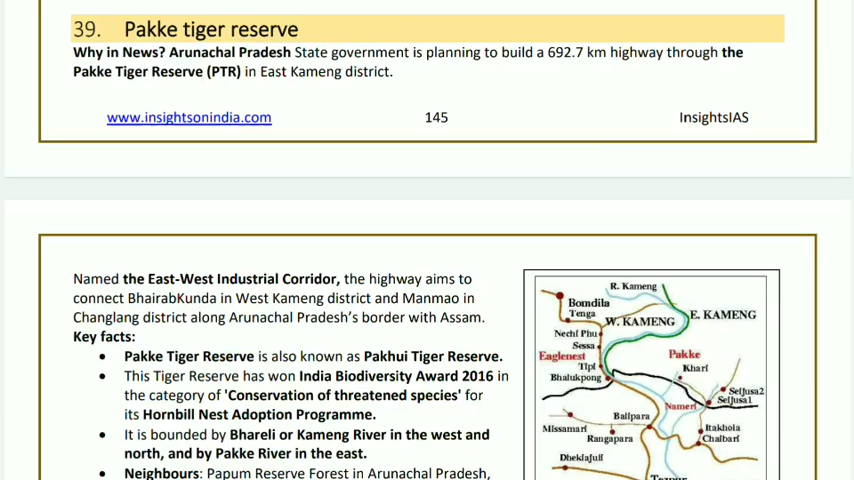 39. Pakke tiger reserve
Why in News? Arunachal Pradesh State government is planning to build a 692.7 km highway through the
Pakke Tiger Reserve (PTR) in East Kameng district.
www.insightsonindia.com 145 InsightsIAS
Named the East-West Industrial Corridor, the highway aims to
connect BhairabKunda in West Kameng district and Manmao in
Changlang district along Arunachal Pradesh's border with Assam.
Key facts:
• Pakke Tiger Reserve is also known as Pakhui Tiger Reserve.
• This Tiger Reserve has won India Biodiversity Award 2016 in
the category of 'Conservation of threatened species' for
its Hornbill Nest Adoption Programme.
• It is bounded by Bhareli or Kameng River in the west and
north, and by Pakke River in the east.
• Neighbours: Papum Reserve Forest in Arunachal Pradesh,
R. Kameng
Bomdila
Tenga
W. KAMENG
E. KAMENG
Nechi Phu
Sessa
Eaglenest
Pakke
Tipi
Khari
Bhalukpong
Seijusa2
Seijusa1
Nameri
Balipara
Missamari
Itakhola
Rangapara
Chalbari
Dhekiajuli
Tezpur